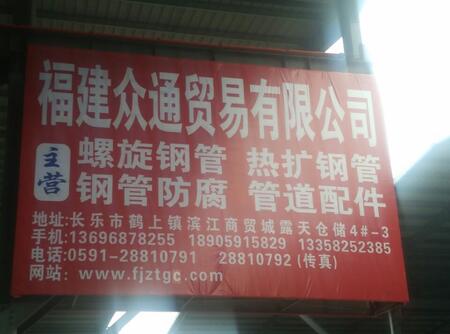 福建众通贸易有限公司
主营 螺旋钢管 热扩钢管
钢管防腐 管道配件
地址:长乐市鹤上镇滨江商贸城露天仓储4#-3
手机:13696878255 18905915829 13358252385
电话:0591-28810791 28810792(传真)
网站: www.fjztgc.com